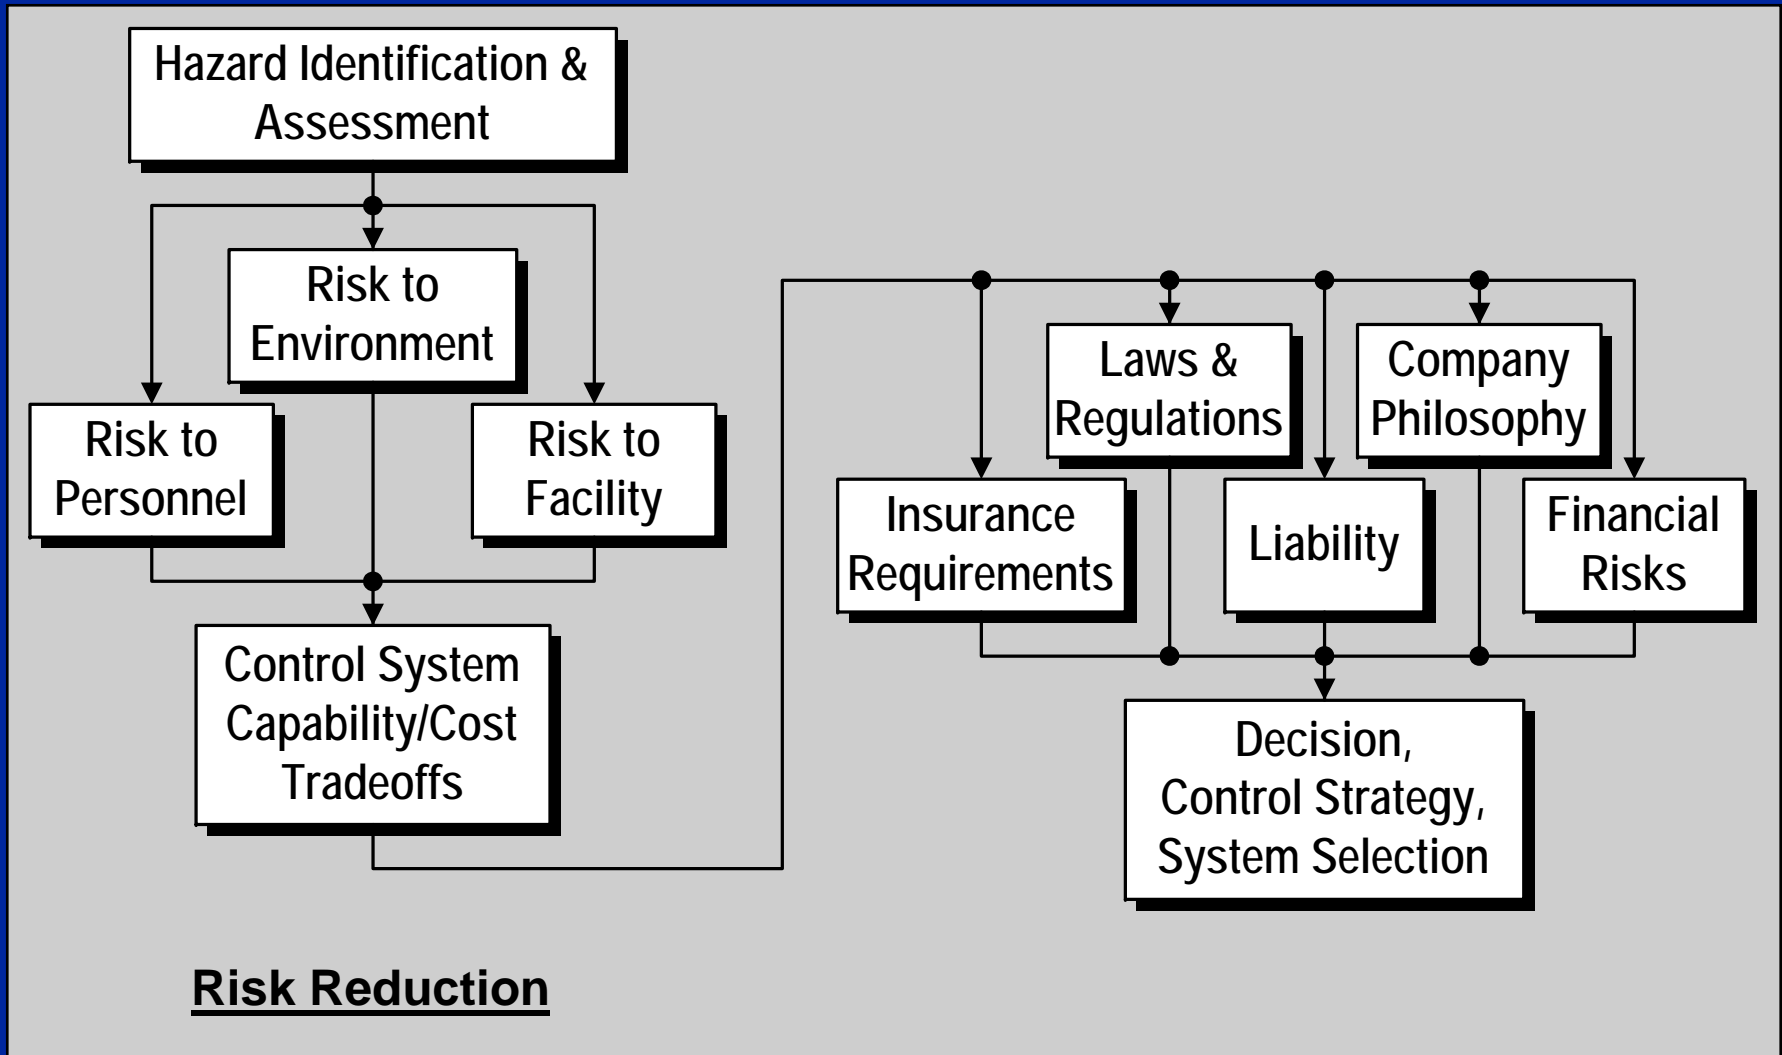 Hazard Identification &
Assessment
Risk to
Environment
Risk to
Personnel
Risk to
Facility
Control System
Capability/Cost
Tradeoffs
Laws &
Regulations
Company
Philosophy
Insurance
Requirements
Liability
Financial
Risks
Decision,
Control Strategy,
System Selection
Risk Reduction